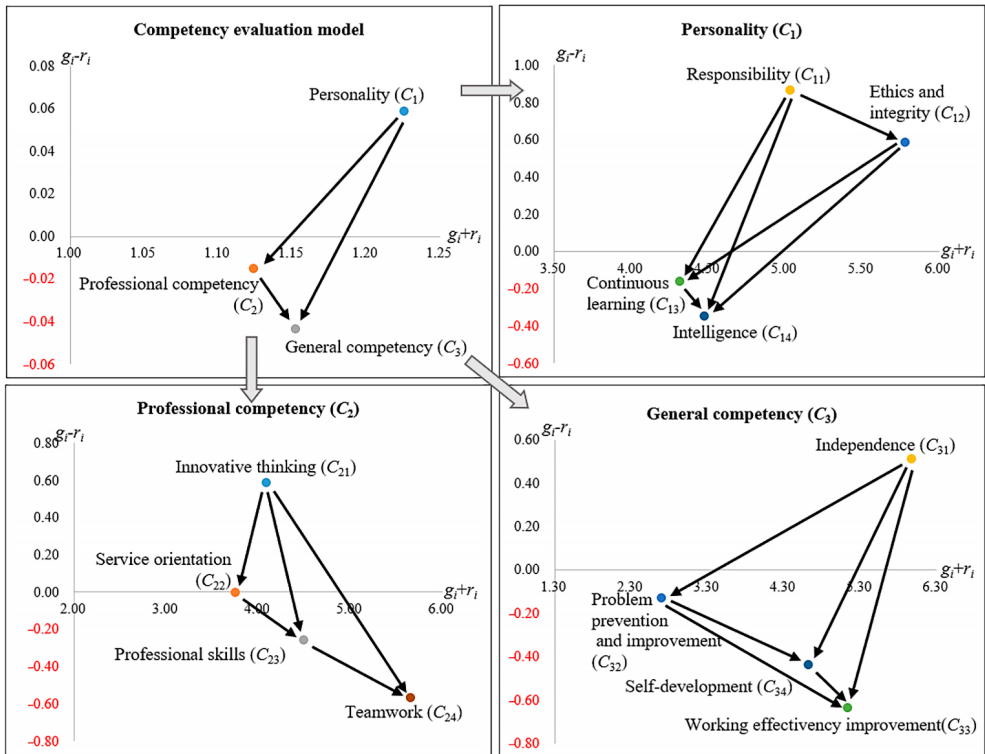 Competency evaluation model
gi-ri
0.08
0.06
0.04
0.02
0.00
-0.02
-0.04
-0.06
1.00
1.05
1.10
1.15
1.20
1.25
gi+ri
Personality (C1)
Professional competency
(C2)
General competency (C3)
Personality (C1)
gi-ri
1.00
0.80
0.60
0.40
0.20
0.00
-0.20
-0.40
-0.60
3.50
4.00
4.50
5.00
5.50
6.00
gi+ri
Responsibility (C11)
Ethics and
integrity (C12)
Continuous
learning (C13)
Intelligence (C14)
Professional competency (C2)
gi-ri
0.80
0.60
0.40
0.20
0.00
-0.20
-0.40
-0.60
-0.80
2.00
3.00
4.00
5.00
6.00
gi+ri
Innovative thinking (C21)
Service orientation
(C22)
Professional skills (C23)
Teamwork (C24)
General competency (C3)
gi-ri
0.60
0.40
0.20
0.00
-0.20
-0.40
-0.60
-0.80
1.30
2.30
3.30
4.30
5.30
6.30
gi+ri
Independence (C31)
Problem
prevention
and improvement
(C32)
Self-development (C34)
Working effectivency improvement(C33)